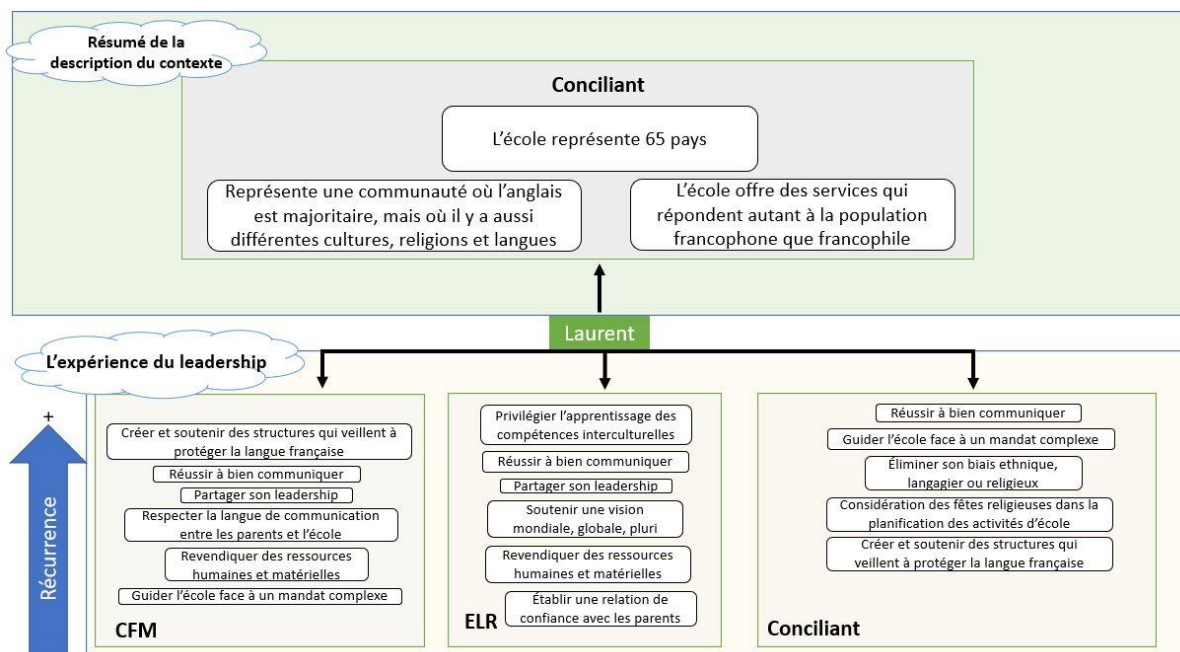 Résumé de la
description du contexte
Conciliant
L'école représente 65 pays
Représente une communauté où l'anglais
est majoritaire, mais où il y a aussi
différentes cultures, religions et langues
L'école offre des services qui
répondent autant à la population
francophone que francophile
Laurent
L'expérience du leadership
+
Récurrence
Créer et soutenir des structures qui veillent à
protéger la langue française
Réussir à bien communiquer
Partager son leadership
Respecter la langue de communication
entre les parents et l'école
Revendiquer des ressources
humaines et matérielles
Guider l'école face à un mandat complexe
CFM
Privilégier l'apprentissage des
compétences interculturelles
Réussir à bien communiquer
Partager son leadership
Soutenir une vision
mondiale, globale, pluri
Revendiquer des ressources
humaines et matérielles
Établir une relation de
confiance avec les parents
ELR
Réussir à bien communiquer
Guider l'école face à un mandat complexe
Éliminer son biais ethnique,
langagier ou religieux
Considération des fêtes religieuses dans la
planification des activités d'école
Créer et soutenir des structures qui
veillent à protéger la langue française
Conciliant